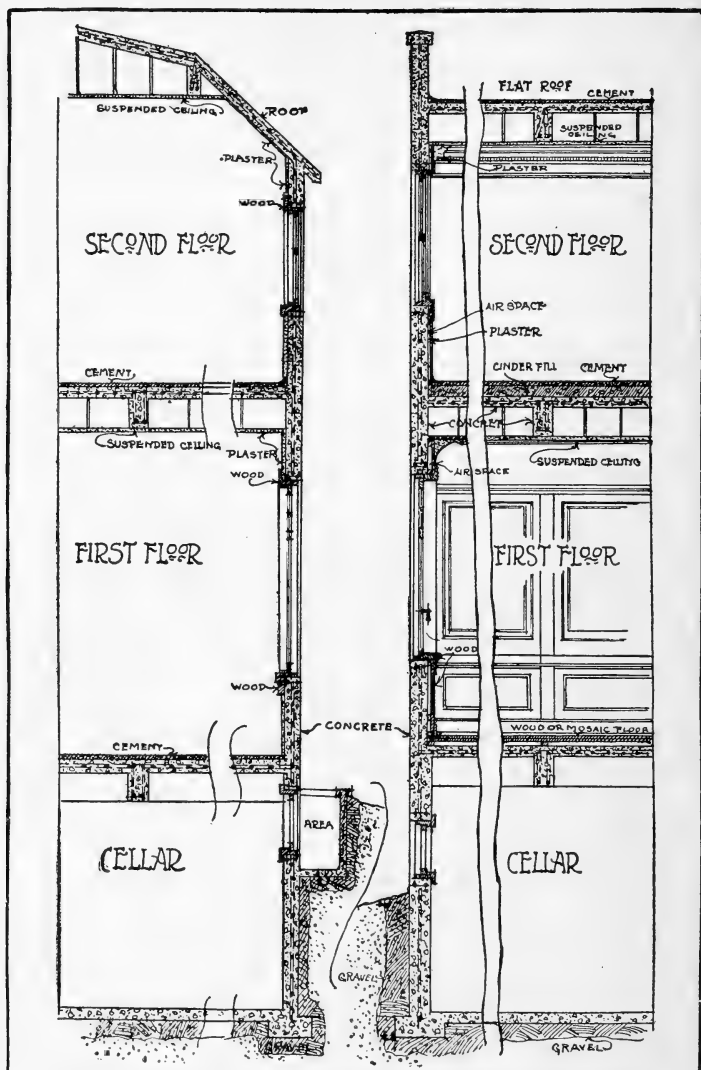 SUSPENDED CEILING
ROOF
PLASTER
WOOD
SECOND FLOOR
CEMENT
SUSPENDED CEILING
PLASTER
WOOD
FIRST FLOOR
WOOD
CEMENT
CONCRETE
AREA
CELLAR
GRAVEL
GRAVEL
FLAT ROOF
CEMENT
SUSPENDED
CEILING
PLASTER
SECOND FLOOR
AIR SPACE
PLASTER
CINDER FILL
CEMENT
CONCRETE
SUSPENDED CEILING
AIR SPACE
FIRST FLOOR
WOOD
WOOD OR MOSAIC FLOOR
CELLAR
GRAVEL